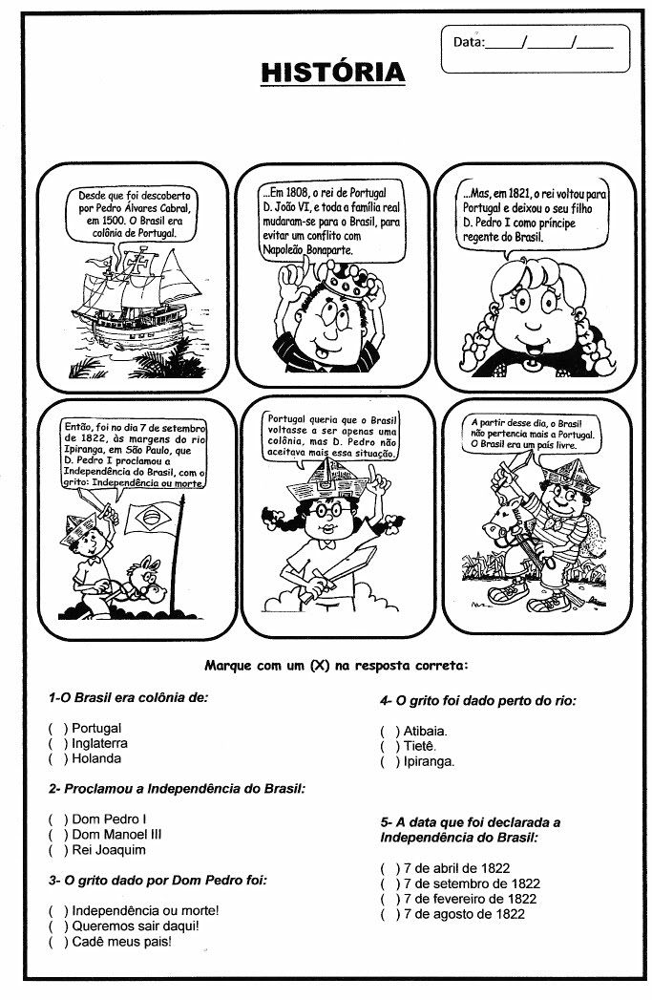 Data:_____/_____/_____
HISTÓRIA
Desde que foi descoberto
por Pedro Álvares Cabral,
em 1500. O Brasil era
colônia de Portugal.
...Em 1808, o rei de Portugal
D. João VI, e toda a família real
mudaram-se para o Brasil, para
evitar um conflito com
Napoleão Bonaparte.
...Mas, em 1821, o rei voltou para
Portugal e deixou o seu filho
D. Pedro I como príncipe
regente do Brasil.
Então, foi no dia 7 de setembro
de 1822, às margens do rio
Ipiranga, em São Paulo, que
D. Pedro I proclamou a
Independência do Brasil, com o
grito: Independência ou morte
Portugal queria que o Brasil
voltasse a ser apenas uma
colônia, mas D. Pedro não
aceitava mais essa situação.
A partir desse dia, o Brasil
não pertencia mais a Portugal.
O Brasil era um país livre.
Marque com um (X) na resposta correta:
1-O Brasil era colônia de:
( ) Portugal
( ) Inglaterra
( ) Holanda
2- Proclamou a Independência do Brasil:
( ) Dom Pedro I
( ) Dom Manoel III
( ) Rei Joaquim
3- O grito dado por Dom Pedro foi:
( ) Independência ou morte!
( ) Queremos sair daqui!
( ) Cadê meus pais!
4- O grito foi dado perto do rio:
( ) Atibaia.
( ) Tietê.
( ) Ipiranga.
5- A data que foi declarada a
Independência do Brasil:
( ) 7 de abril de 1822
( ) 7 de setembro de 1822
( ) 7 de fevereiro de 1822
( ) 7 de agosto de 1822